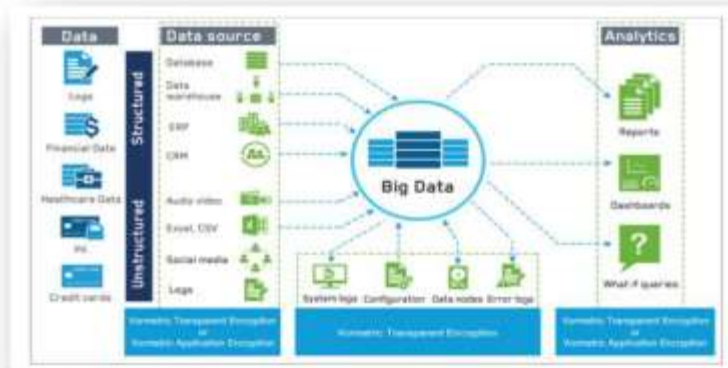 Data
Logs
Financial Data
Healthcare Data
PII
Credit cards
Structured
Unstructured
Data source
Database
Data
warehouse
ERP
CRM
Audio video
Excel, CSV
Social media
Logs
Vormetric Transparent Encryption
or
Vormetric Application Encryption
Big Data
System logs
Configuration
Data nodes
Error logs
Vormetric Transparent Encryption
Analytics
Reports
Dashboards
What if queries
Vormetric Transparent Encryption
or
Vormetric Application Encryption